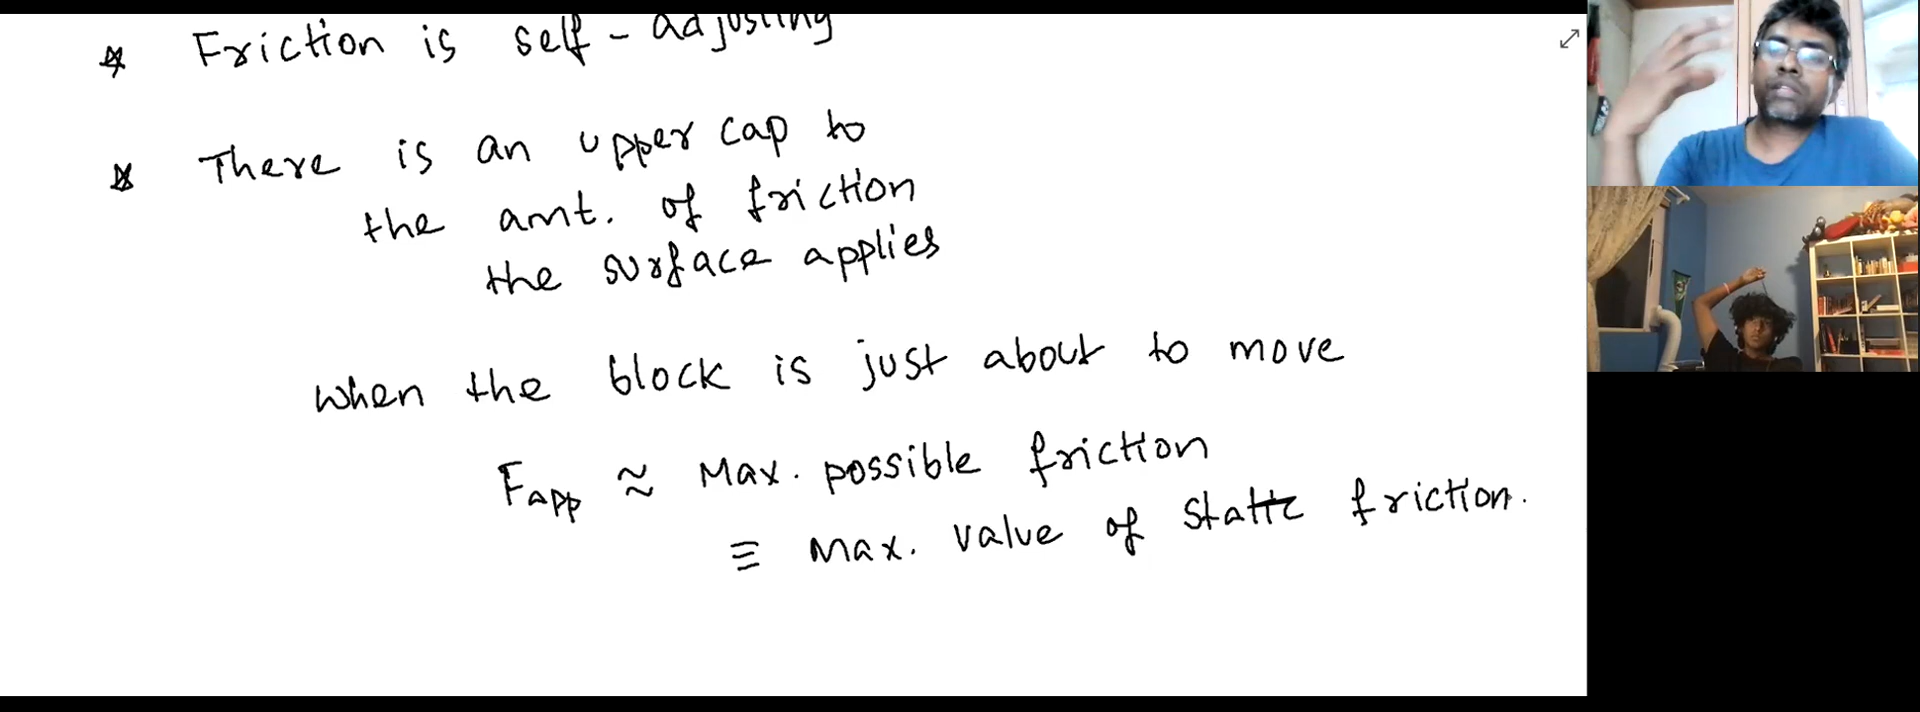 * Friction is self-adjusting
* There is an upper cap to
the amt. of friction
the surface applies
when the block is just about to move
Fapp ≈ Max. possible friction
≡ Max. value of static friction.